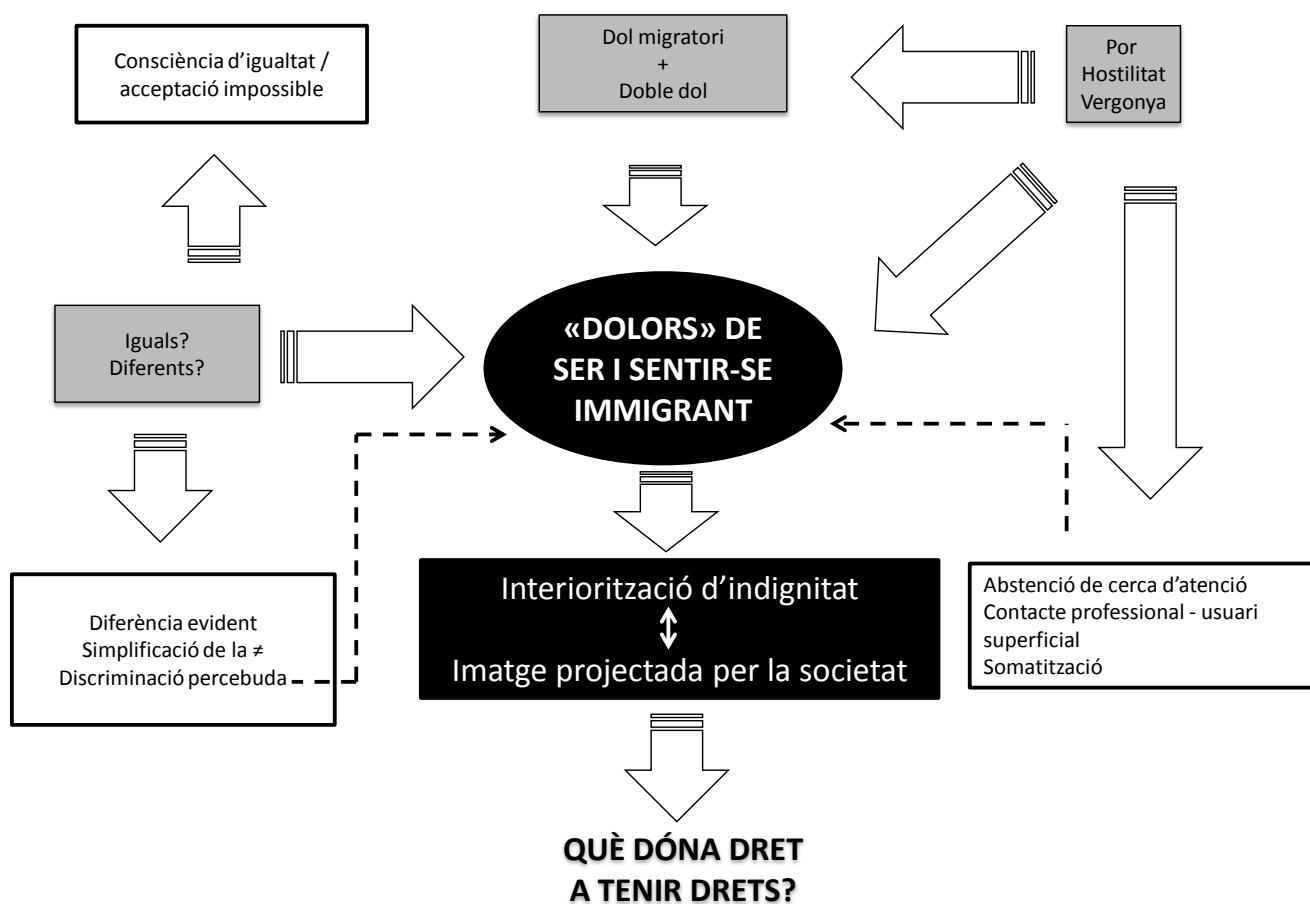 Consciència d’igualtat /
acceptació impossible
Dol migratori
+
Doble dol
Por
Hostilitat
Vergonya
Iguals?
Diferents?
«DOLORS» DE
SER I SENTIR-SE
IMMIGRANT
Diferència evident
Simplificació de la ≠
Discriminació percebuda
Interiorització d’indignitat
Imatge projectada per la societat
Abstenció de cerca d’atenció
Contacte professional - usuari
superficial
Somatització
QUÈ DÓNA DRET
A TENIR DRETS?